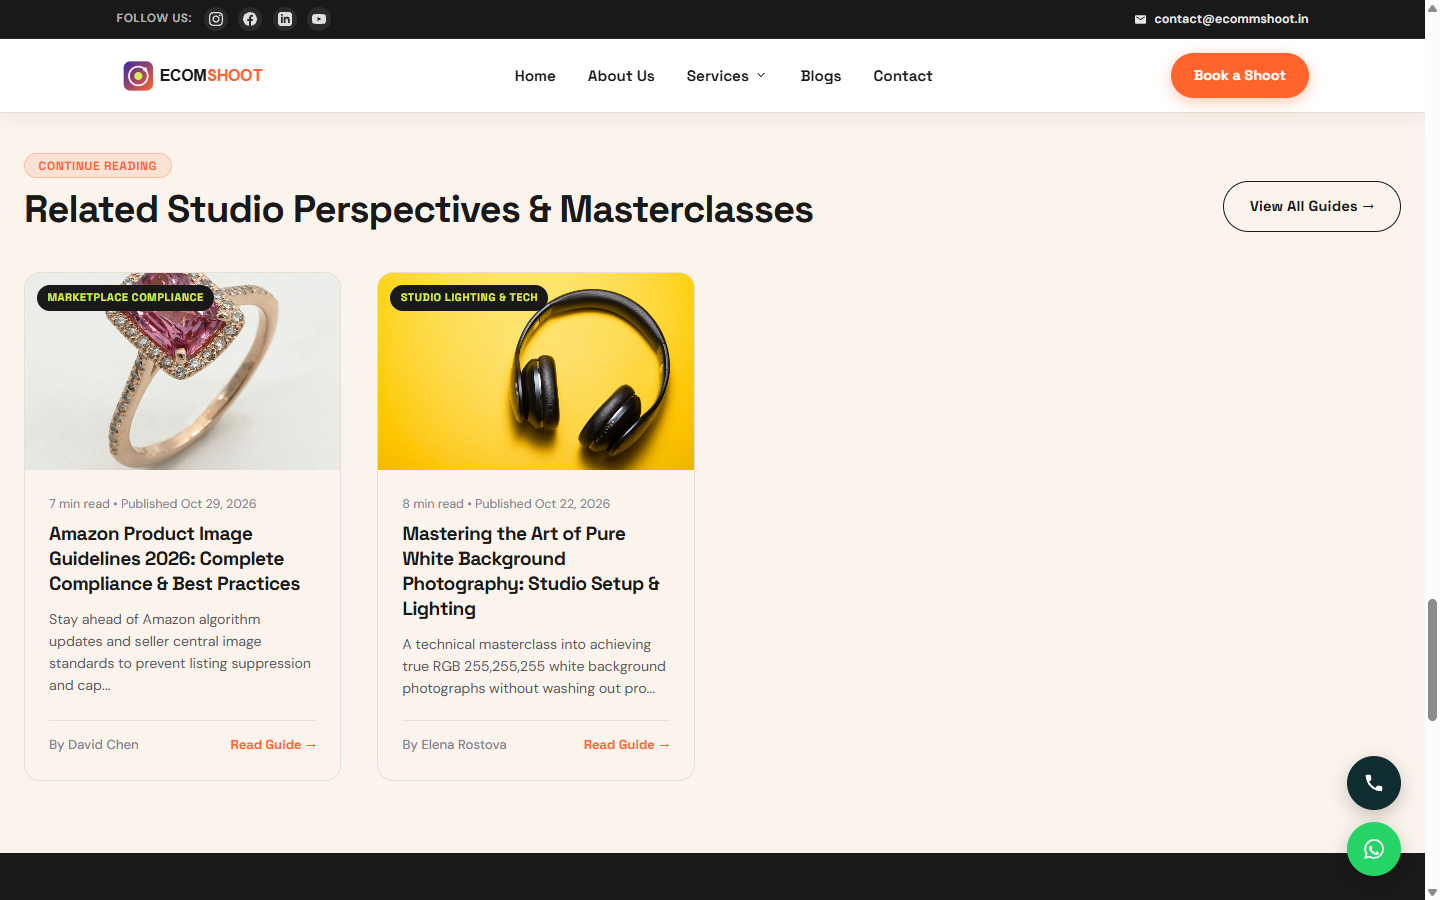 FOLLOW US:
contact@ecommshoot.in
ECOMSHOOT
Home
About Us
Services
Blogs
Contact
Book a Shoot
CONTINUE READING
Related Studio Perspectives & Masterclasses
View All Guides →
MARKETPLACE COMPLIANCE
7 min read • Published Oct 29, 2026
Amazon Product Image
Guidelines 2026: Complete
Compliance & Best Practices
Stay ahead of Amazon algorithm
updates and seller central image
standards to prevent listing suppression
and cap...
By David Chen
Read Guide →
STUDIO LIGHTING & TECH
8 min read • Published Oct 22, 2026
Mastering the Art of Pure
White Background
Photography: Studio Setup &
Lighting
A technical masterclass into achieving
true RGB 255,255,255 white background
photographs without washing out pro...
By Elena Rostova
Read Guide →